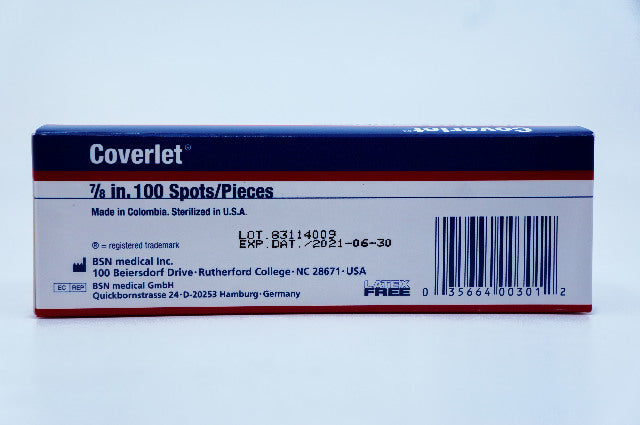 Coverlet®
Coverlet®
7/8 in. 100 Spots/Pieces
Made in Colombia. Sterilized in U.S.A.
LOT. 83114009
EXP.DAT./2021-06-30
® = registered trademark
BSN medical Inc.
100 Beiersdorf Drive·Rutherford College·NC 28671·USA
EC REP BSN medical GmbH
Quickbornstrasse 24·D-20253 Hamburg·Germany
LATEX
FREE
0 35664 00301 2